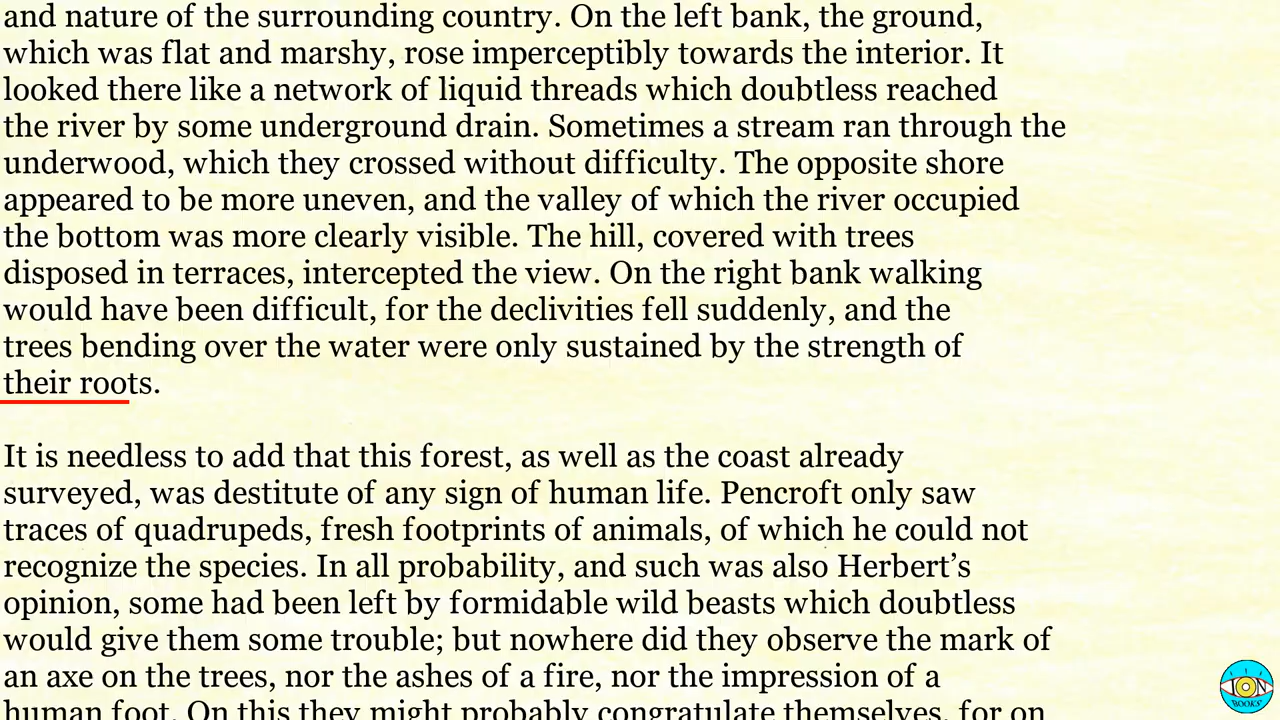 and nature of the surrounding country. On the left bank, the ground,
which was flat and marshy, rose imperceptibly towards the interior. It
looked there like a network of liquid threads which doubtless reached
the river by some underground drain. Sometimes a stream ran through the
underwood, which they crossed without difficulty. The opposite shore
appeared to be more uneven, and the valley of which the river occupied
the bottom was more clearly visible. The hill, covered with trees
disposed in terraces, intercepted the view. On the right bank walking
would have been difficult, for the declivities fell suddenly, and the
trees bending over the water were only sustained by the strength of
their roots.
It is needless to add that this forest, as well as the coast already
surveyed, was destitute of any sign of human life. Pencroft only saw
traces of quadrupeds, fresh footprints of animals, of which he could not
recognize the species. In all probability, and such was also Herbert’s
opinion, some had been left by formidable wild beasts which doubtless
would give them some trouble; but nowhere did they observe the mark of
an axe on the trees, nor the ashes of a fire, nor the impression of a
human foot. On this they might probably congratulate themselves, for on
ION
BOOKS